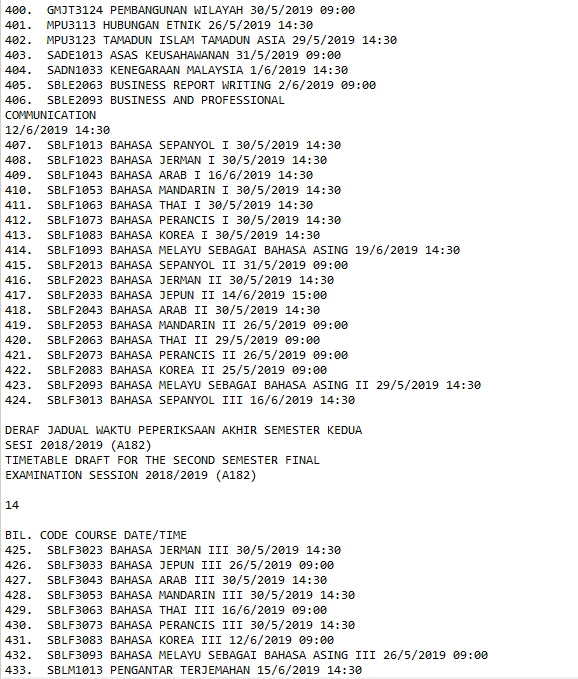 400.  GMJT3124 PEMBANGUNAN WILAYAH 30/5/2019 09:00
401.  MPU3113 HUBUNGAN ETNIK 26/5/2019 14:30
402.  MPU3123 TAMADUN ISLAM TAMADUN ASIA 29/5/2019 14:30
403.  SADE1013 ASAS KEUSAHAWANAN 31/5/2019 09:00
404.  SADN1033 KENEGARAAN MALAYSIA 1/6/2019 14:30
405.  SBLE2063 BUSINESS REPORT WRITING 2/6/2019 09:00
406.  SBLE2093 BUSINESS AND PROFESSIONAL
COMMUNICATION
12/6/2019 14:30
407.  SBLF1013 BAHASA SEPANYOL I 30/5/2019 14:30
408.  SBLF1023 BAHASA JERMAN I 30/5/2019 14:30
409.  SBLF1043 BAHASA ARAB I 16/6/2019 14:30
410.  SBLF1053 BAHASA MANDARIN I 30/5/2019 14:30
411.  SBLF1063 BAHASA THAI I 30/5/2019 14:30
412.  SBLF1073 BAHASA PERANCIS I 30/5/2019 14:30
413.  SBLF1083 BAHASA KOREA I 30/5/2019 14:30
414.  SBLF1093 BAHASA MELAYU SEBAGAI BAHASA ASING 19/6/2019 14:30
415.  SBLF2013 BAHASA SEPANYOL II 31/5/2019 09:00
416.  SBLF2023 BAHASA JERMAN II 30/5/2019 14:30
417.  SBLF2033 BAHASA JEPUN II 14/6/2019 15:00
418.  SBLF2043 BAHASA ARAB II 30/5/2019 14:30
419.  SBLF2053 BAHASA MANDARIN II 26/5/2019 09:00
420.  SBLF2063 BAHASA THAI II 29/5/2019 09:00
421.  SBLF2073 BAHASA PERANCIS II 26/5/2019 09:00
422.  SBLF2083 BAHASA KOREA II 25/5/2019 09:00
423.  SBLF2093 BAHASA MELAYU SEBAGAI BAHASA ASING II 29/5/2019 14:30
424.  SBLF3013 BAHASA SEPANYOL III 16/6/2019 14:30
DERAF JADUAL WAKTU PEPERIKSAAN AKHIR SEMESTER KEDUA
SESI 2018/2019 (A182)
TIMETABLE DRAFT FOR THE SECOND SEMESTER FINAL
EXAMINATION SESSION 2018/2019 (A182)
14
BIL. CODE COURSE DATE/TIME
425.  SBLF3023 BAHASA JERMAN III 30/5/2019 14:30
426.  SBLF3033 BAHASA JEPUN III 26/5/2019 09:00
427.  SBLF3043 BAHASA ARAB III 30/5/2019 14:30
428.  SBLF3053 BAHASA MANDARIN III 30/5/2019 14:30
429.  SBLF3063 BAHASA THAI III 16/6/2019 09:00
430.  SBLF3073 BAHASA PERANCIS III 30/5/2019 14:30
431.  SBLF3083 BAHASA KOREA III 12/6/2019 09:00
432.  SBLF3093 BAHASA MELAYU SEBAGAI BAHASA ASING III 26/5/2019 09:00
433.  SBLM1013 PENGANTAR TERJEMAHAN 15/6/2019 14:30